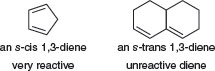 an s-cis 1,3-diene
very reactive
an s-trans 1,3-diene
unreactive diene